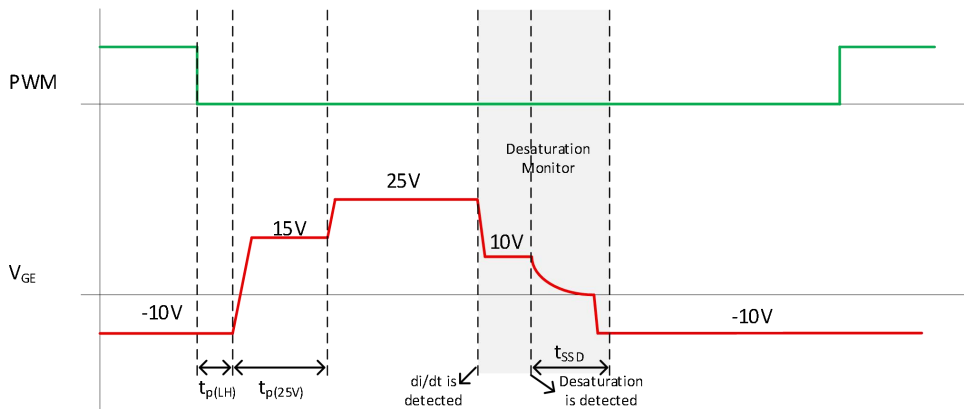 PWM
Desaturation
Monitor
25V
15V
10V
V_GE
-10V
-10V
t_SSD
t_p(LH)
t_p(25V)
di/dt is
detected
Desaturation
is detected